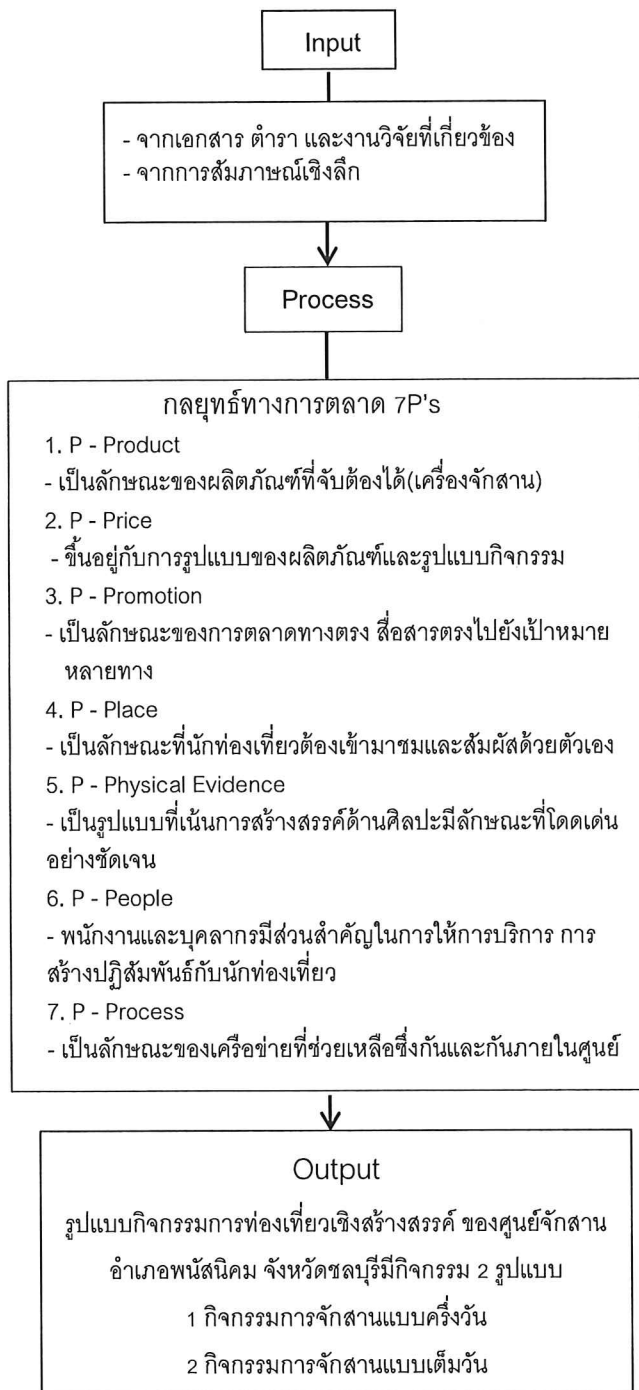 Input
- จากเอกสาร ตำรา และงานวิจัยที่เกี่ยวข้อง
- จากการสัมภาษณ์เชิงลึก
Process
กลยุทธ์ทางการตลาด 7P's
1. P - Product
- เป็นลักษณะของผลิตภัณฑ์ที่จับต้องได้(เครื่องจักสาน)
2. P - Price
- ขึ้นอยู่กับการรูปแบบของผลิตภัณฑ์และรูปแบบกิจกรรม
3. P - Promotion
- เป็นลักษณะของการตลาดทางตรง สื่อสารตรงไปยังเป้าหมาย
หลายทาง
4. P - Place
- เป็นลักษณะที่นักท่องเที่ยวต้องเข้ามาชมและสัมผัสด้วยตัวเอง
5. P - Physical Evidence
- เป็นรูปแบบที่เน้นการสร้างสรรค์ด้านศิลปะมีลักษณะที่โดดเด่น
อย่างชัดเจน
6. P - People
- พนักงานและบุคลากรมีส่วนสำคัญในการให้การบริการ การ
สร้างปฏิสัมพันธ์กับนักท่องเที่ยว
7. P - Process
- เป็นลักษณะของเครือข่ายที่ช่วยเหลือซึ่งกันและกันภายในศูนย์
Output
รูปแบบกิจกรรมการท่องเที่ยวเชิงสร้างสรรค์ ของศูนย์จักสาน
อำเภอพนัสนิคม จังหวัดชลบุรีมีกิจกรรม 2 รูปแบบ
1 กิจกรรมการจักสานแบบครึ่งวัน
2 กิจกรรมการจักสานแบบเต็มวัน